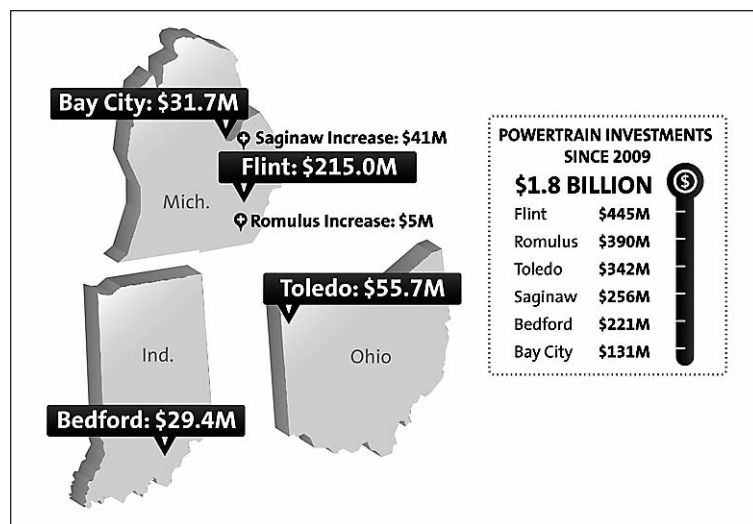 Bay City: $31.7M
Saginaw Increase: $41M
Flint: $215.0M
Mich.
Romulus Increase: $5M
Toledo: $55.7M
Ind.
Ohio
Bedford: $29.4M
POWERTRAIN INVESTMENTS
SINCE 2009
$1.8 BILLION
$
Flint $445M
Romulus $390M
Toledo $342M
Saginaw $256M
Bedford $221M
Bay City $131M